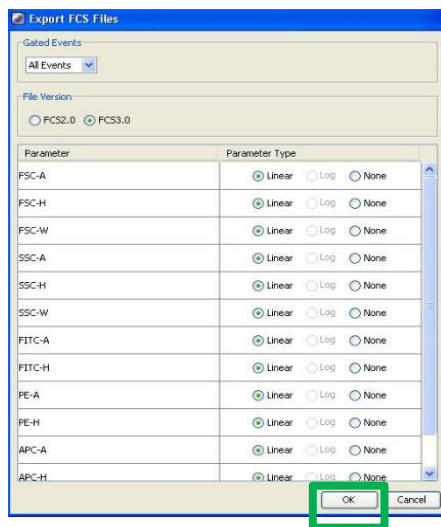 Export FCS Files
Gated Events
All Events
File Version
FCS2.0 FCS3.0
Parameter Parameter Type
FSC-A Linear Log None
FSC-H Linear Log None
FSC-W Linear Log None
SSC-A Linear Log None
SSC-H Linear Log None
SSC-W Linear Log None
FITC-A Linear Log None
FITC-H Linear Log None
PE-A Linear Log None
PE-H Linear Log None
APC-A Linear Log None
APC-H Linear Log None
OK Cancel